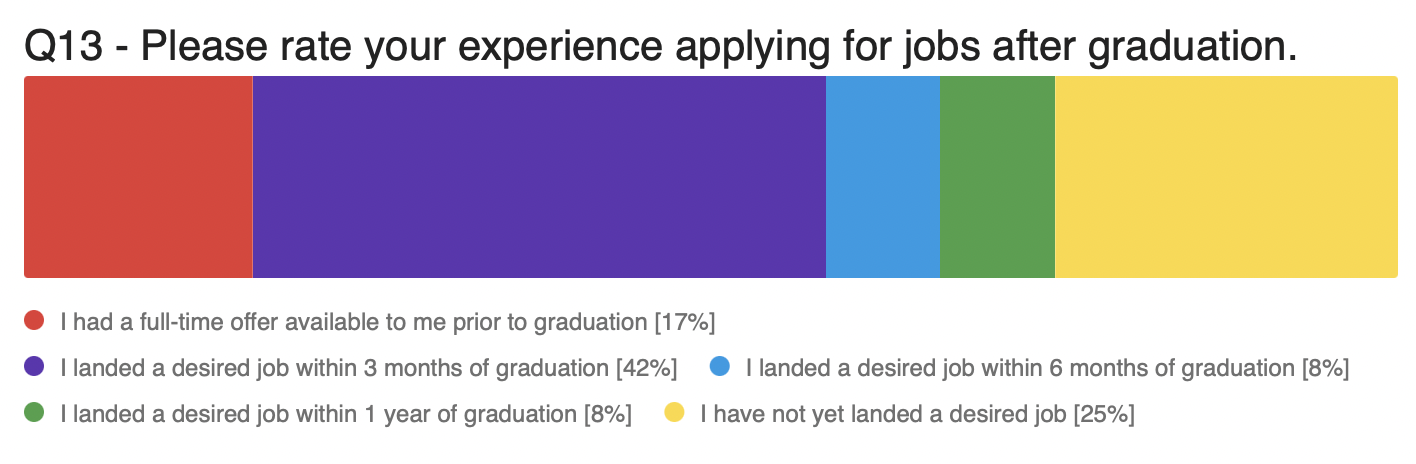 Q13 - Please rate your experience applying for jobs after graduation.
I had a full-time offer available to me prior to graduation [17%]
I landed a desired job within 3 months of graduation [42%] I landed a desired job within 6 months of graduation [8%]
I landed a desired job within 1 year of graduation [8%] I have not yet landed a desired job [25%]